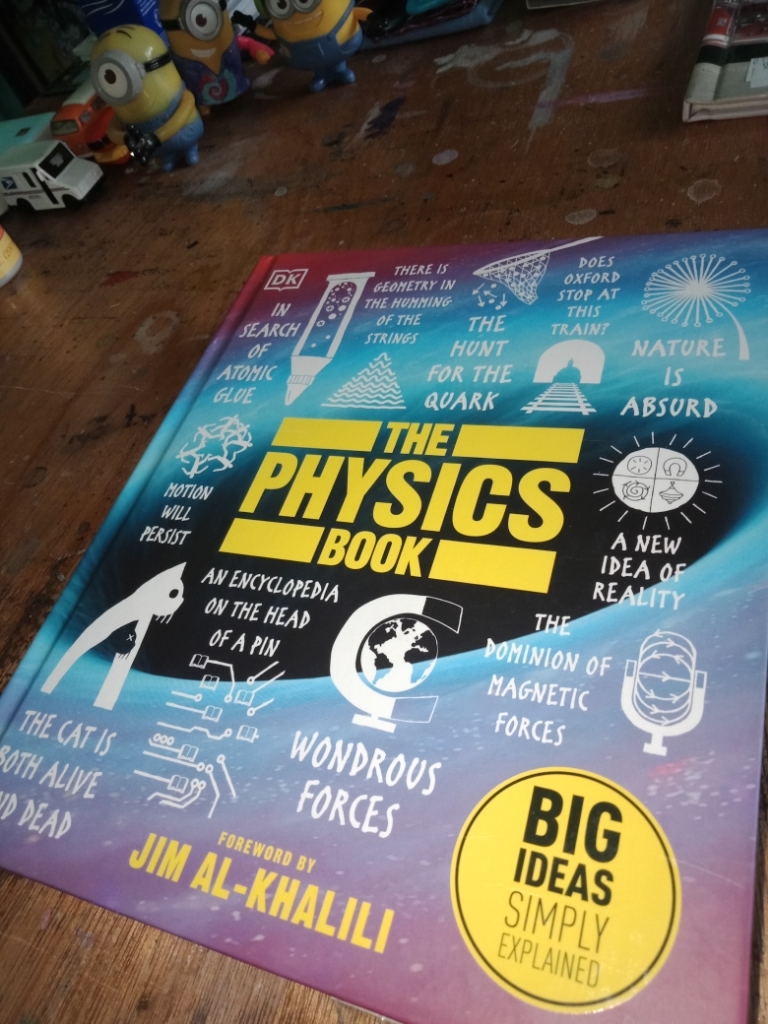 DK
IN
SEARCH
OF
ATOMIC
GLUE
THERE IS
GEOMETRY IN
THE HUMMING
OF THE
STRINGS
THE
HUNT
FOR THE
QUARK
DOES
OXFORD
STOP AT
THIS
TRAIN?
NATURE
IS
ABSURD
MOTION
WILL
PERSIST
THE
PHYSICS
BOOK
A NEW
IDEA OF
REALITY
AN ENCYCLOPEDIA
ON THE HEAD
OF A PIN
THE
DOMINION OF
MAGNETIC
FORCES
THE CAT IS
BOTH ALIVE
ND DEAD
WONDROUS
FORCES
FOREWORD BY
JIM AL-KHALILI
BIG
IDEAS
SIMPLY
EXPLAINED